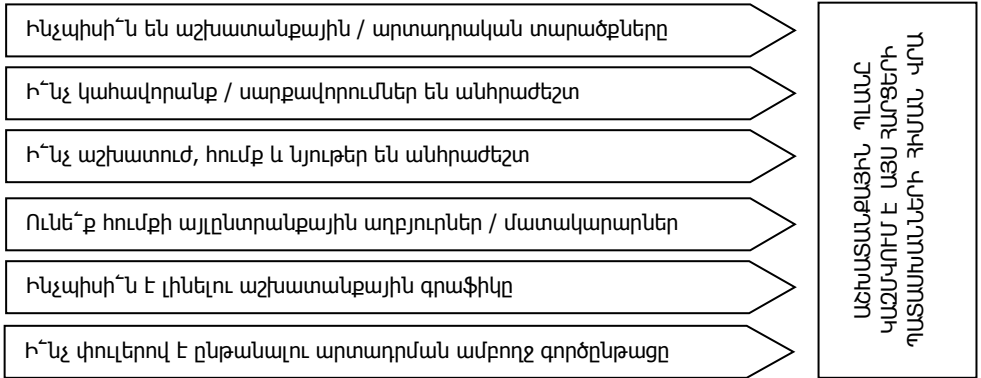 Ինչպիսի՞ն են աշխատանքային / արտադրական տարածքները
Ի՞նչ կահավորանք / սարքավորումներ են անհրաժեշտ
Ի՞նչ աշխատուժ, հումք և նյութեր են անհրաժեշտ
Ունե՞ք հումքի այլընտրանքային աղբյուրներ / մատակարարներ
Ինչպիսի՞ն է լինելու աշխատանքային գրաֆիկը
Ի՞նչ փուլերով է ընթանալու արտադրման ամբողջ գործընթացը
ԱՇԽԱՏԱՆՔԱՅԻՆ ՊԼԱՆԸ
ԿԱԶՄՎՈՒՄ Է ԱՅՍ ՀԱՐՑԵՐԻ
ՊԱՏԱՍԽԱՆՆԵՐԻ ՀԻՄԱՆ ՎՐԱ